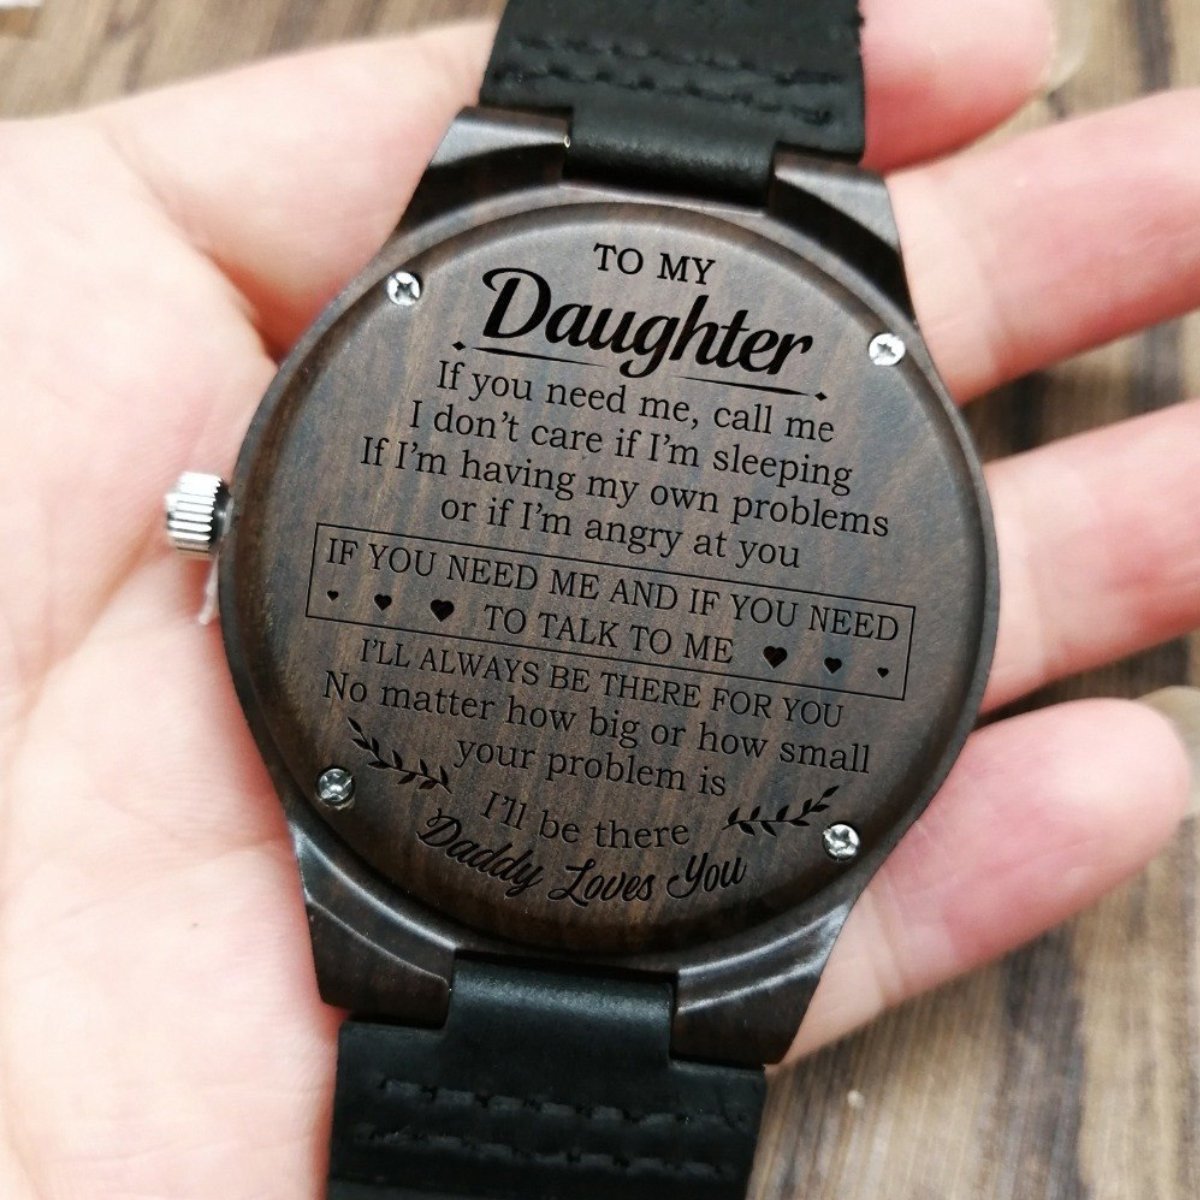 TO MY
Daughter
If you need me, call me
I don't care if I'm sleeping
If I'm having my own problems
or if I'm angry at you
IF YOU NEED ME AND IF YOU NEED
TO TALK TO ME
I'LL ALWAYS BE THERE FOR YOU
No matter how big or how small
your problem is
I'll be there
Daddy Loves You